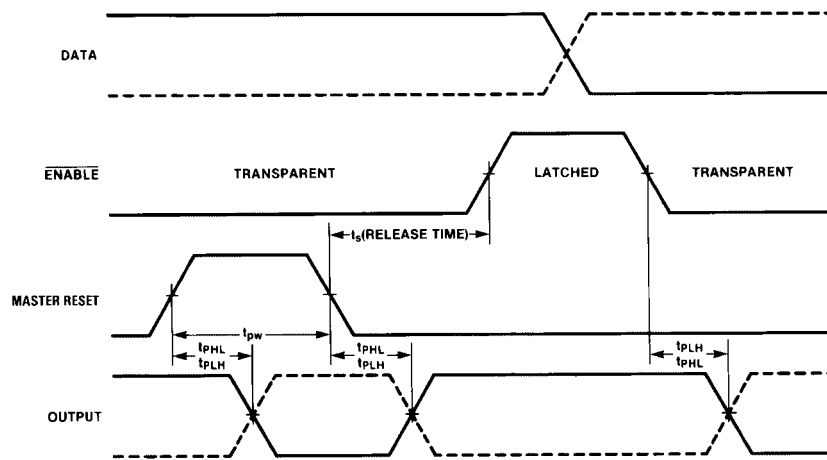 DATA
ENABLE
TRANSPARENT
LATCHED
TRANSPARENT
ts(RELEASE TIME)
MASTER RESET
tpw
tPHL
tPLH
tPHL
tPLH
tPLH
tPHL
OUTPUT